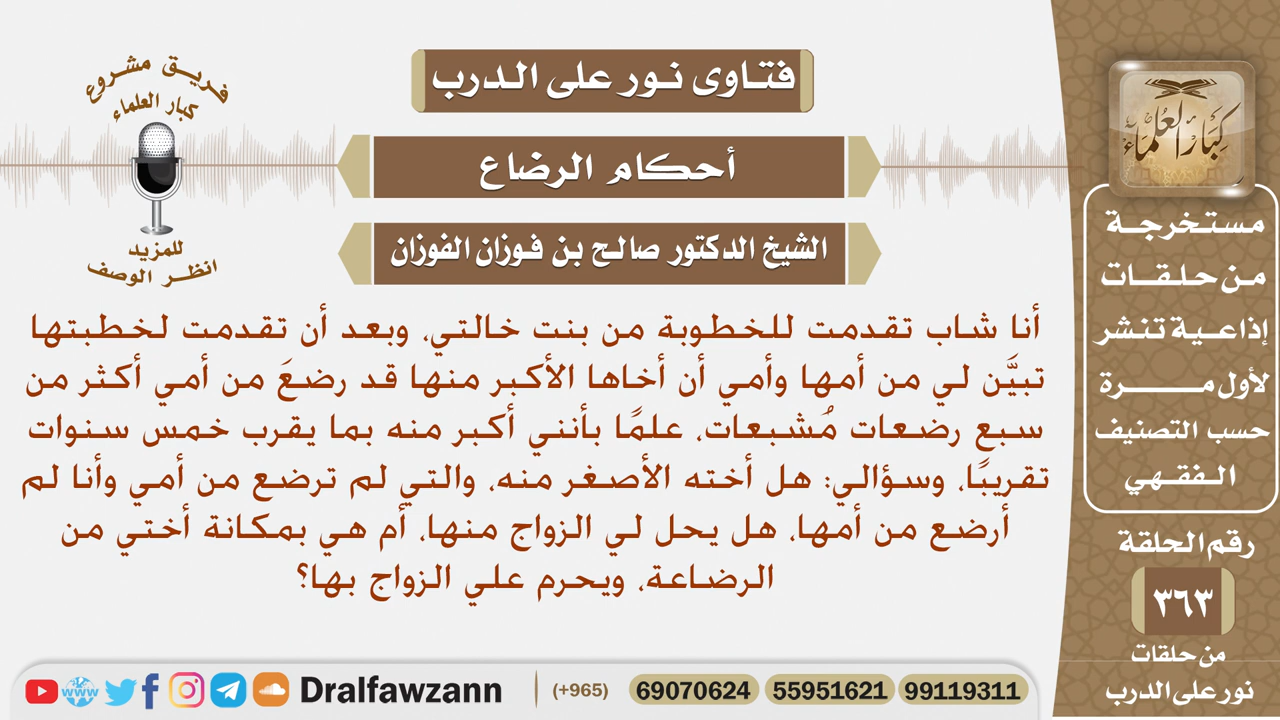 فتاوى نور على الدرب
أحكام الرضاع
الشيخ الدكتور صالح بن فوزان الفوزان
أنا شاب تقدمت للخطوبة من بنت خالتي، وبعد أن تقدمت لخطبتها
تبيَّن لي من أمها وأمي أن أخاها الأكبر منها قد رضعَ من أمي أكثر من
سبعِ رضعات مُشبعات، علمًا بأنني أكبر منه بما يقرب خمس سنوات
تقريبًا، وسؤالي: هل أخته الأصغر منه، والتي لم ترضع من أمي وأنا لم
أرضع من أمها، هل يحل لي الزواج منها، أم هي بمكانة أختي من
الرضاعة، ويحرم علي الزواج بها؟
كبار العلماء
مستخرجة
من حلقات
إذاعية تنشر
لأول مرة
حسب التصنيف
الفقهي
رقم الحلقة
٣٦٣
من حلقات
نور على الدرب
فريق مشروع
كبار العلماء
للمزيد
انظر الوصف
www
Dralfawzann
(+965)
69070624
55951621
99119311